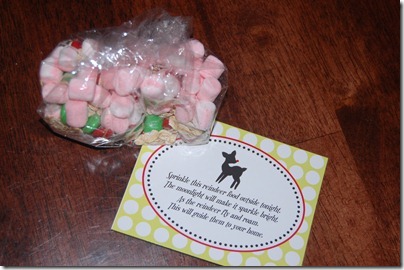 Sprinkle this reindeer food outside tonight.
The moonlight will make it sparkle bright.
As the reindeer fly and roam.
This will guide them to your home.